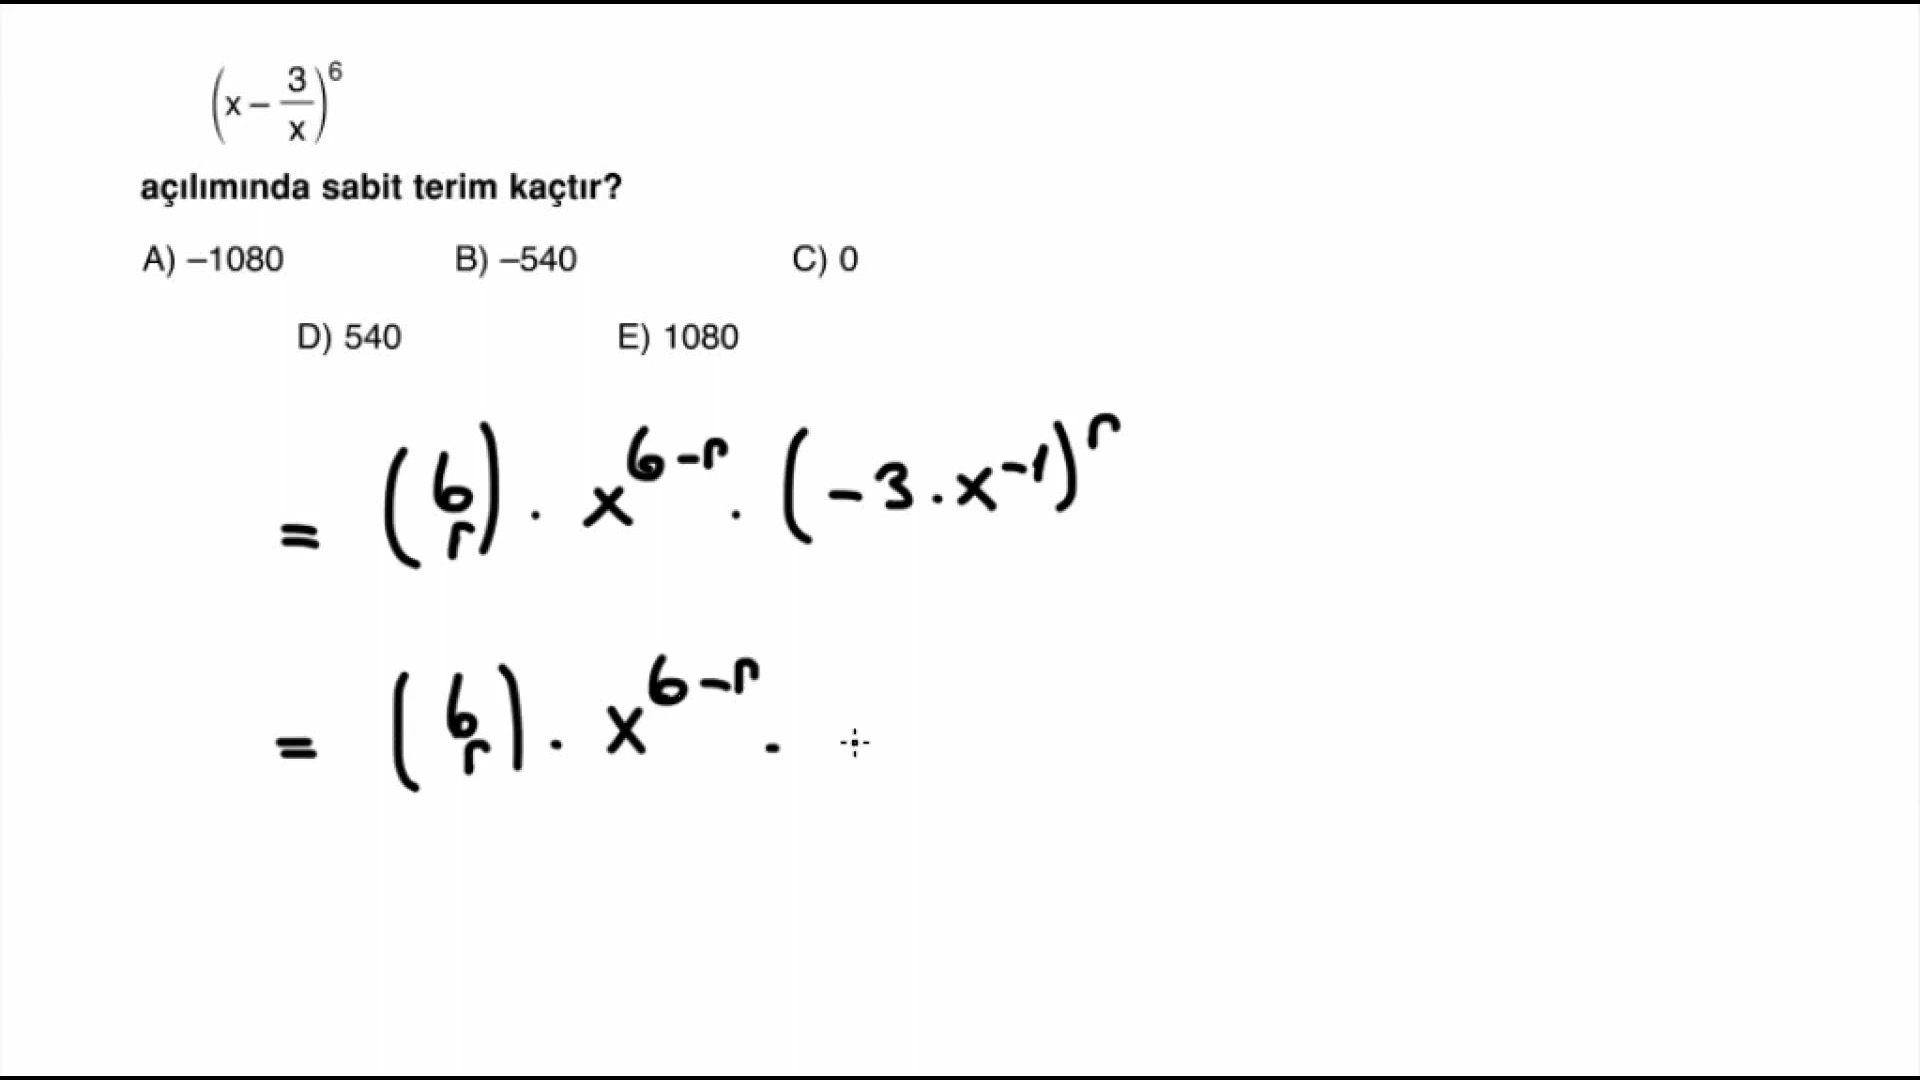 (x – 3/x)^6
açılımında sabit terim kaçtır?
A) –1080 B) –540 C) 0
D) 540 E) 1080
= (6 r) . x^6-r . (-3.x^-1)^r
= (6 r) . x^6-r .